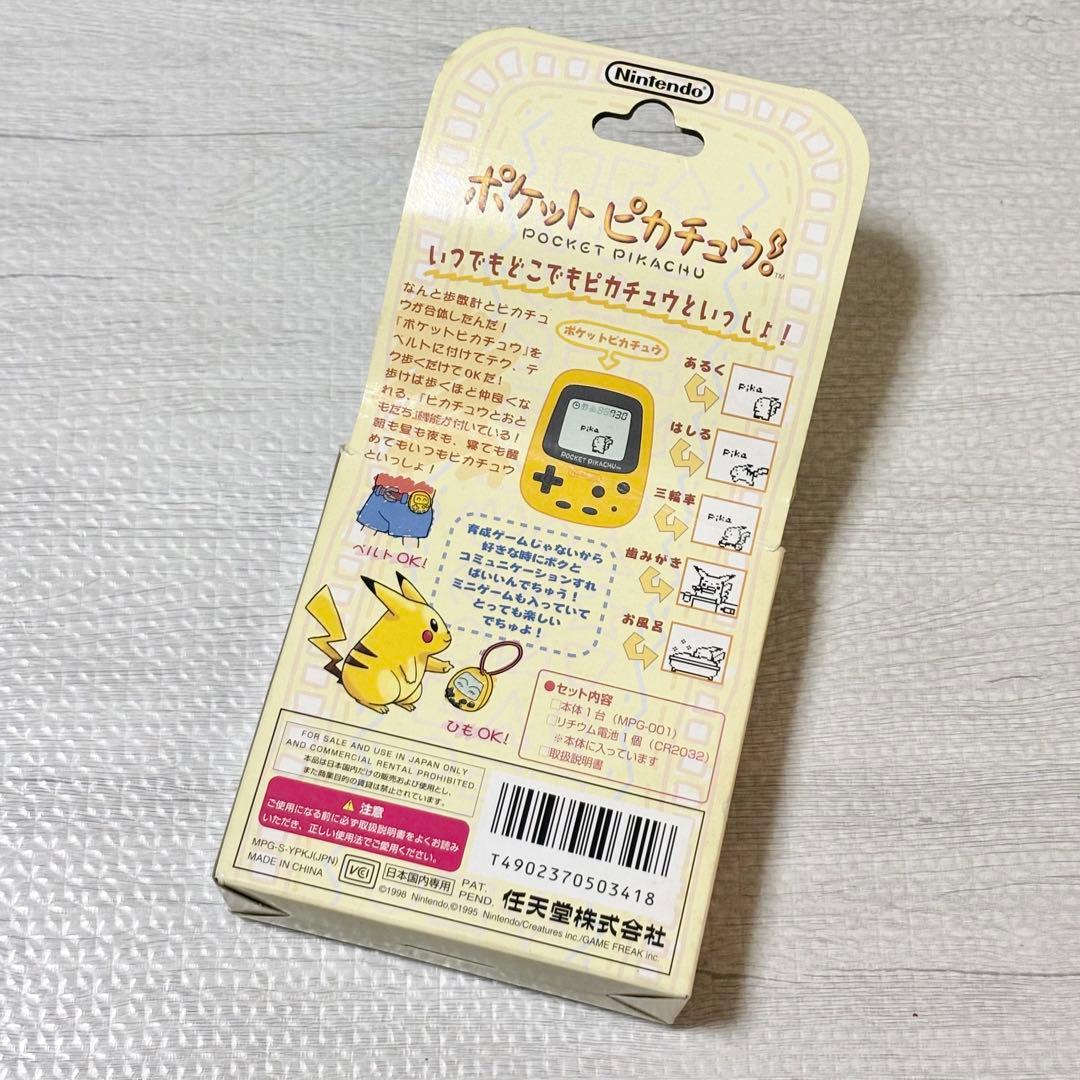 Nintendo
ポケットピカチュウ!
POCKET PIKACHU
TM
いつでもどこでもピカチュウといっしょ!
なんと歩数計とピカチュ
ウが合体しだんだ!
「ポケットピカチュウ」を
ベルトに付けてテク、テ
ク歩くだけでOKだ!
歩けば歩くほど仲良くな
れる、「ピカチュウとおと
もだち」機能が付いている!
朝も昼も夜も、寝ても醒
めてもいつもピカチュウ
といっしょ!
ポケットピカチュウ
pika
POCKET PIKACHU
あるく
pika
はしる
pika
三輪車
pika
歯みがき
お風呂
ベルトOK!
育成ゲームじゃないから
好きな時にボクと
コミュニケーションすれ
ばいいんでちゅう!
ミニゲームも入っていて
とっても楽しい
でちゅよ!
ひもOK!
●セット内容
□本体1台(MPG-001)
□リチウム電池1個(CR2032)
※本体に入っています
□取扱説明書
FOR SALE AND USE IN JAPAN ONLY
AND COMMERCIAL RENTAL PROHIBITED.
本品は日本国内だけの販売および使用とし、
また商業目的の賃貸は禁止されています。
注意
ご使用になる前に必ず取扱説明書をよくお読み
いただき、正しい使用法でご愛用ください。
MPG-S-YPKJ(JPN)
MADE IN CHINA
VCI
日本国内専用
PAT.
PEND.
T4902370503418
任天堂株式会社
©1998 Nintendo,©1995 Nintendo/Creatures inc./GAME FREAK inc.